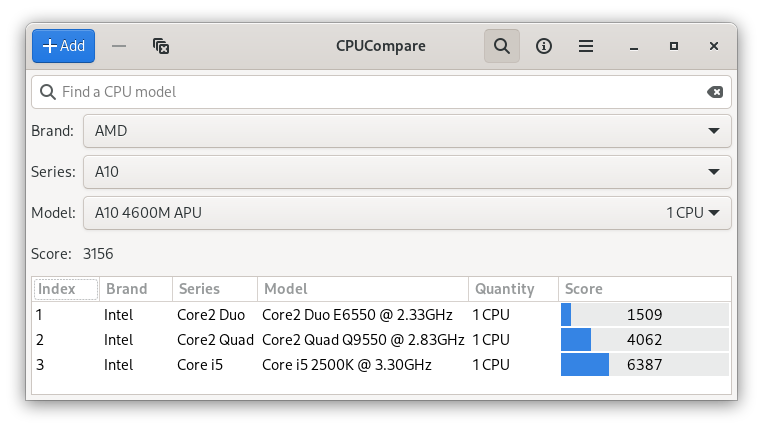 Add CPUCompare
Find a CPU model
Brand: AMD
Series: A10
Model: A10 4600M APU 1 CPU
Score: 3156
Index Brand Series Model Quantity Score
1 Intel Core2 Duo Core2 Duo E6550 @ 2.33GHz 1 CPU 1509
2 Intel Core2 Quad Core2 Quad Q9550 @ 2.83GHz 1 CPU 4062
3 Intel Core i5 Core i5 2500K @ 3.30GHz 1 CPU 6387